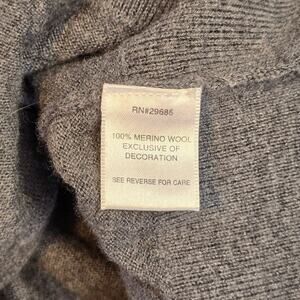 RN#29685
100% MERINO WOOL
EXCLUSIVE OF
DECORATION
SEE REVERSE FOR CARE